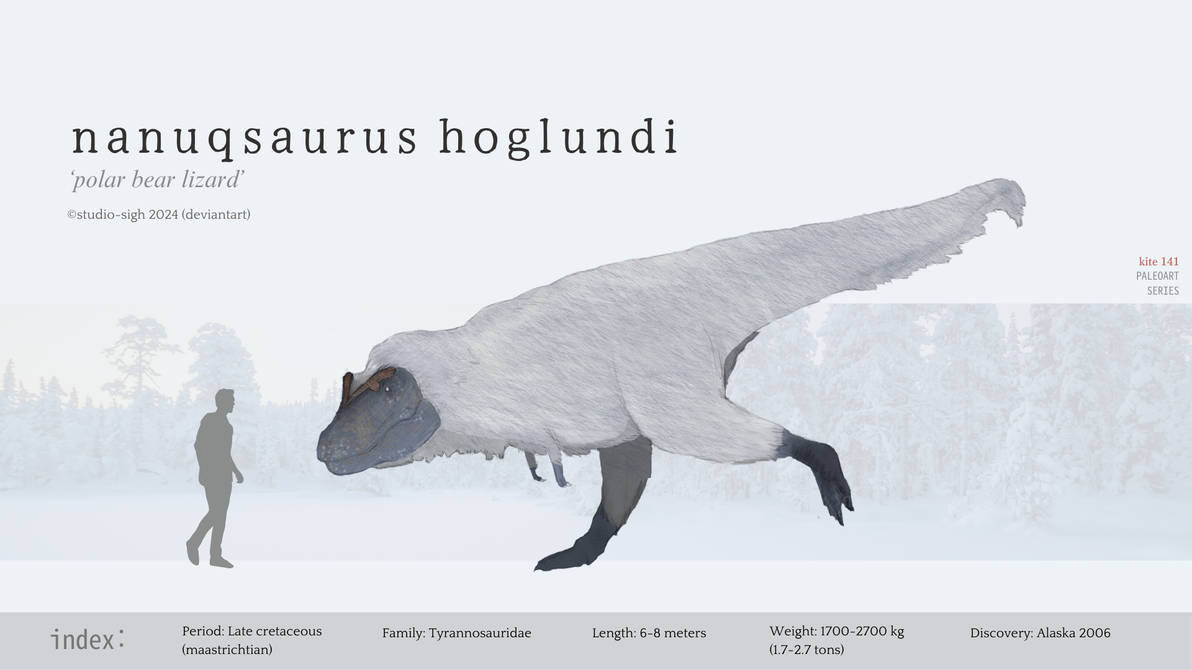 nanuqsaurus hoglundi
‘polar bear lizard’
©studio-sigh 2024 (deviantart)
kite 141
PALEOART
SERIES
index:
Period: Late cretaceous
(maastrichtian)
Family: Tyrannosauridae
Length: 6-8 meters
Weight: 1700-2700 kg
(1.7-2.7 tons)
Discovery: Alaska 2006